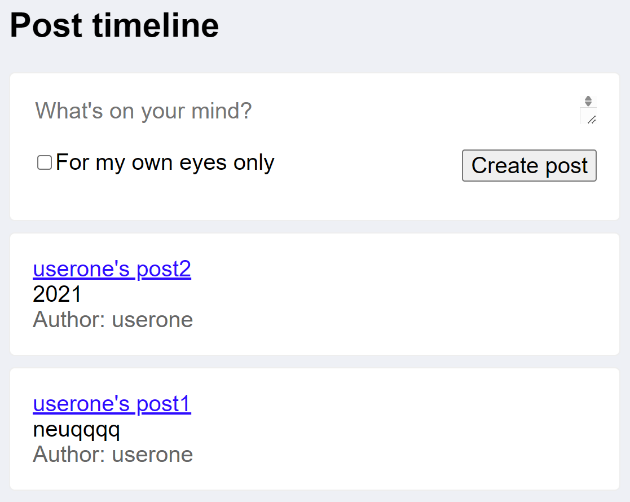 Post timeline
What's on your mind?
For my own eyes only
Create post
userone's post2
2021
Author: userone
userone's post1
neuqqqq
Author: userone